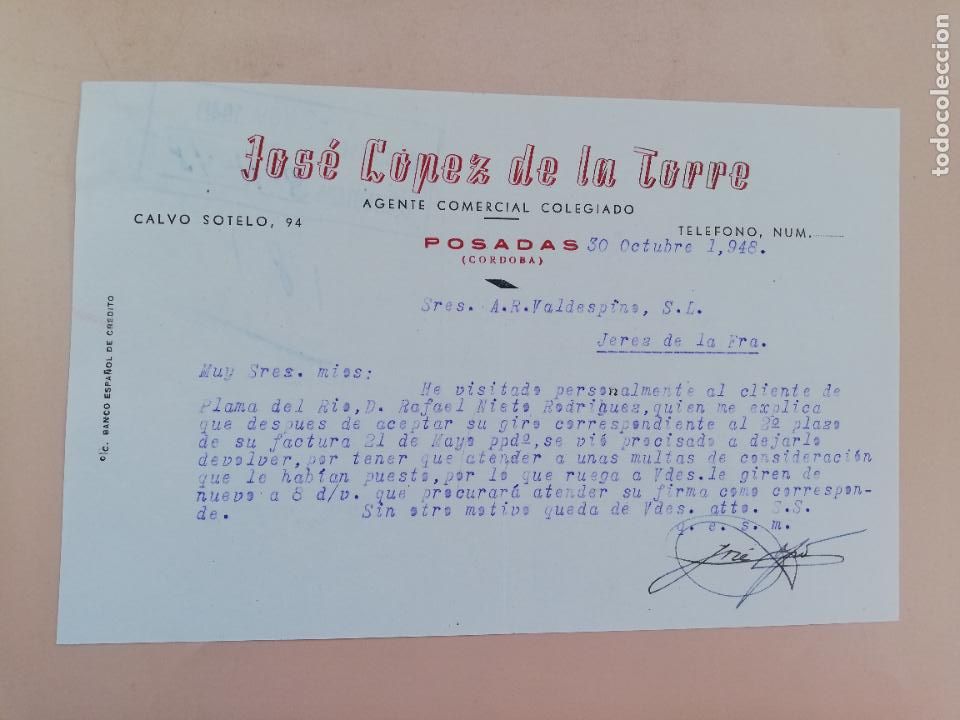 José López de la Torre
AGENTE COMERCIAL COLEGIADO
CALVO SOTELO, 94
TELEFONO, NUM.
POSADAS 30 Octubre 1,948.
(CORDOBA)
Sres. A.R.Valdespino, S.L.
Jerez de la Fra.
Muy Sres. mios:
He visitado personalmente al cliente de
Plama del Rio,D. Rafael Nieto Rodriguez,quien me explica
que despues de aceptar su giro correspondiente al 2º plazo
de su factura 21 de Mayo ppdº,se vió precisado a dejarlo
devolver,por tener que atender a unas multas de consideración
que le habían puesto,por lo que ruega a Vdes.le giren de
nuevo a 8 d/v. que procurará atender su firma como correspon-
de. Sin otro motivo queda de Vdes. atto. S.S.
q. e. s. m.
c/c. BANCO ESPAÑOL DE CREDITO
todocoleccion.net